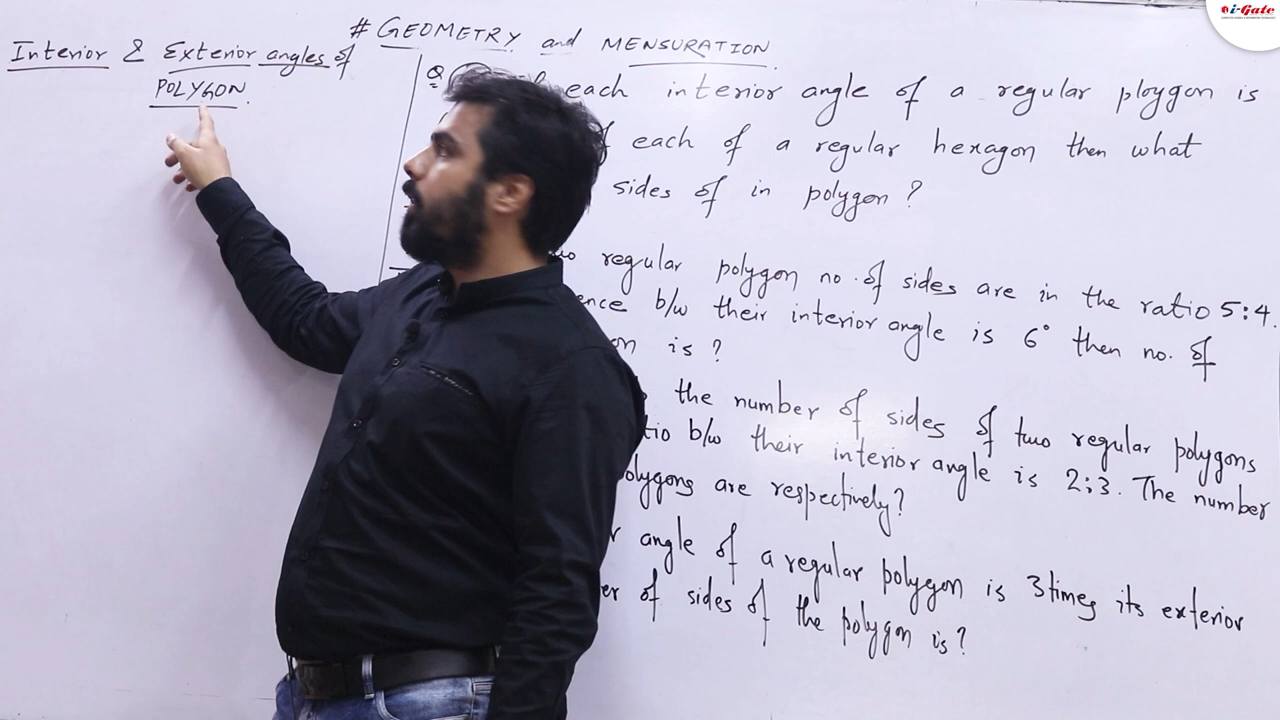 # GEOMETRY and MENSURATION
Interior & Exterior angles of
POLYGON.
Q. each interior angle of a regular ploygon is
of each of a regular hexagon then what
sides of in polygon?
regular polygon no. of sides are in the ratio 5:4.
b/w their interior angle is 6° then no. of
is?
the number of sides of two regular polygons
b/w their interior angle is 2:3. The number
polygons are respectively?
angle of a regular polygon is 3 times its exterior
of sides of the polygon is?
i-Gate